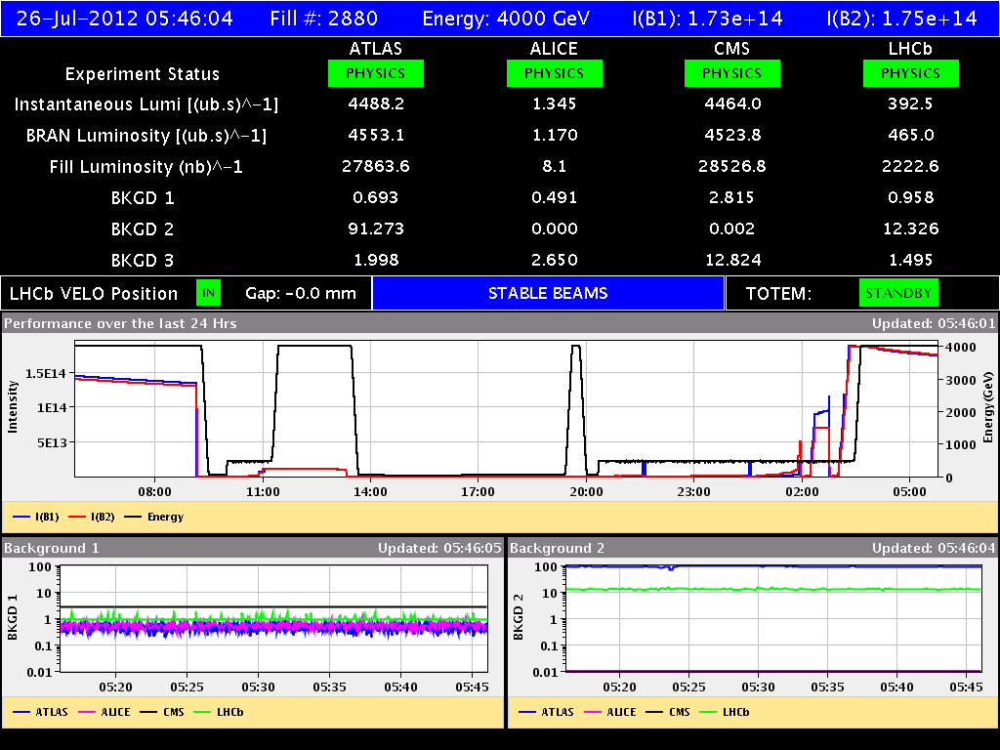 26-Jul-2012 05:46:04 Fill #: 2880 Energy: 4000 GeV I(B1): 1.73e+14 I(B2): 1.75e+14
ATLAS ALICE CMS LHCb
Experiment Status PHYSICS PHYSICS PHYSICS PHYSICS
Instantaneous Lumi [(ub.s)^-1] 4488.2 1.345 4464.0 392.5
BRAN Luminosity [(ub.s)^-1] 4553.1 1.170 4523.8 465.0
Fill Luminosity (nb)^-1 27863.6 8.1 28526.8 2222.6
BKGD 1 0.693 0.491 2.815 0.958
BKGD 2 91.273 0.000 0.002 12.326
BKGD 3 1.998 2.650 12.824 1.495
LHCb VELO Position IN Gap: -0.0 mm STABLE BEAMS TOTEM: STANDBY
Performance over the last 24 Hrs Updated: 05:46:01
Intensity
1.5E14
1E14
5E13
4000
3000
2000
1000
0
Energy(GeV)
08:00 11:00 14:00 17:00 20:00 23:00 02:00 05:00
I(B1) I(B2) Energy
Background 1 Updated: 05:46:05
BKGD 1
100
10
1
0.1
0.01
05:20 05:25 05:30 05:35 05:40 05:45
ATLAS ALICE CMS LHCb
Background 2 Updated: 05:46:04
BKGD 2
100
10
1
0.1
0.01
05:20 05:25 05:30 05:35 05:40 05:45
ATLAS ALICE CMS LHCb